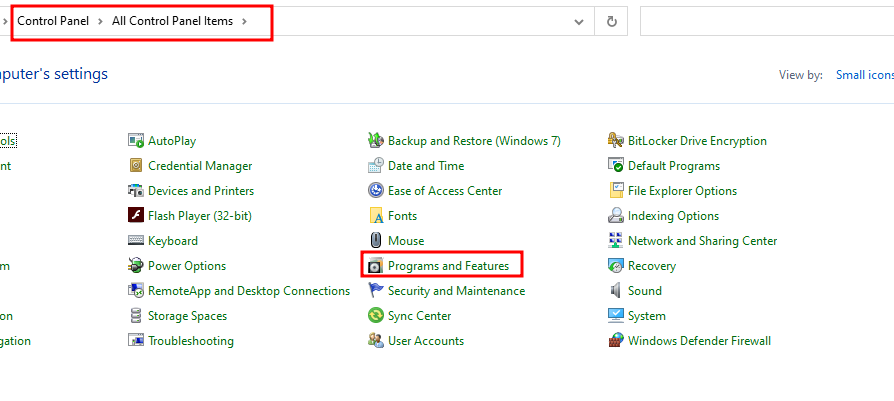 Control Panel > All Control Panel Items >
mputer's settings
View by: Small icons
ols
AutoPlay
Backup and Restore (Windows 7)
BitLocker Drive Encryption
nt
Credential Manager
Date and Time
Default Programs
Devices and Printers
Ease of Access Center
File Explorer Options
Flash Player (32-bit)
Fonts
Indexing Options
Keyboard
Mouse
Network and Sharing Center
m
Power Options
Programs and Features
Recovery
RemoteApp and Desktop Connections
Security and Maintenance
Sound
on
Storage Spaces
Sync Center
System
gation
Troubleshooting
User Accounts
Windows Defender Firewall